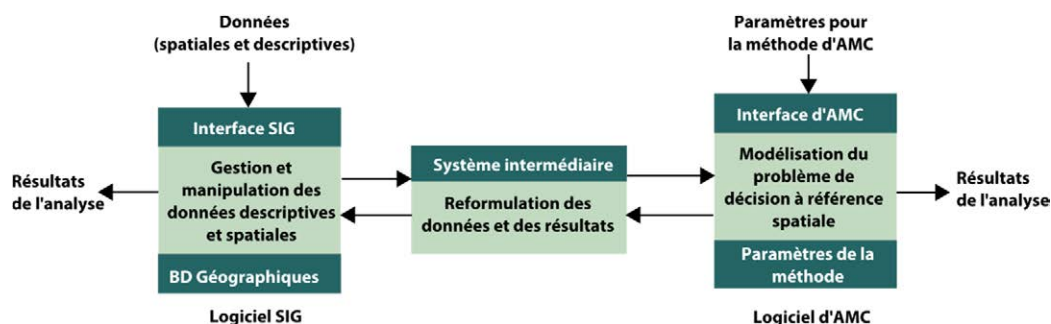 Données
(spatiales et descriptives)
Paramètres pour
la méthode d'AMC
Interface SIG
Gestion et
manipulation des
données descriptives
et spatiales
BD Géographiques
Logiciel SIG
Résultats
de l'analyse
Système intermédiaire
Reformulation des
données et des résultats
Interface d'AMC
Modélisation du
problème de
décision à référence
spatiale
Paramètres de la
méthode
Logiciel d'AMC
Résultats
de l'analyse